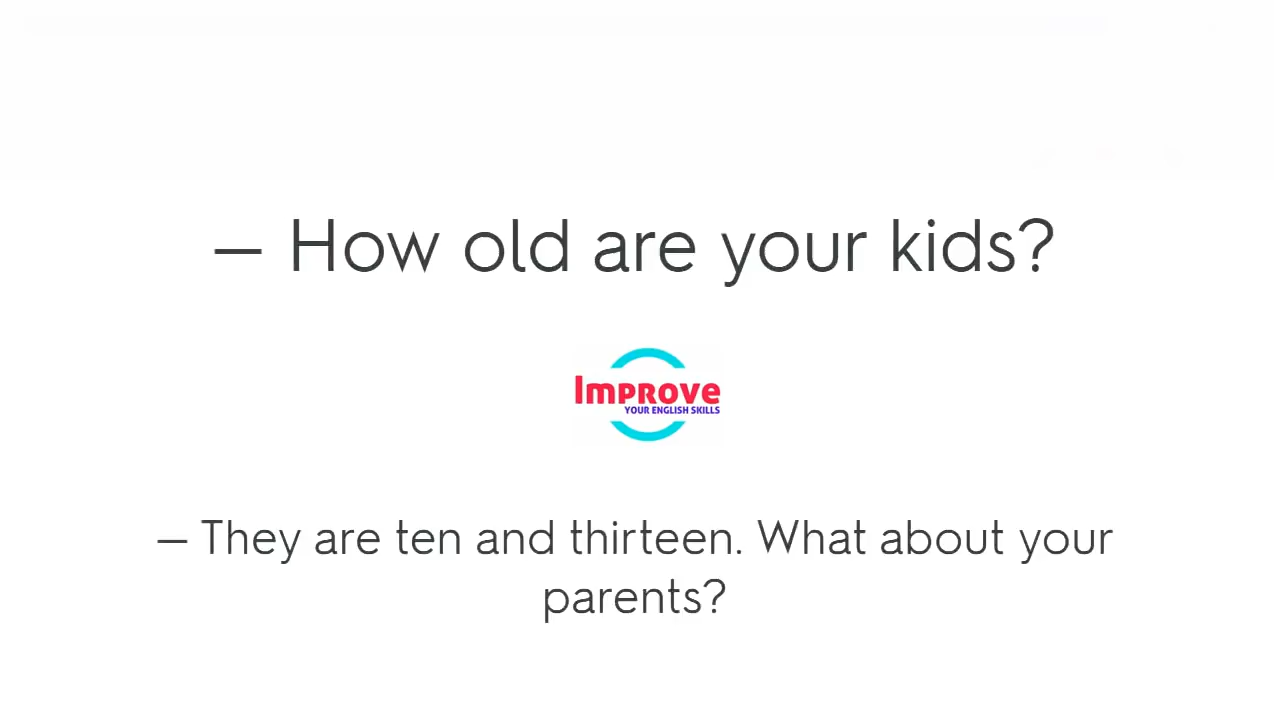 — How old are your kids?
Improve
YOUR ENGLISH SKILLS
— They are ten and thirteen. What about your
parents?